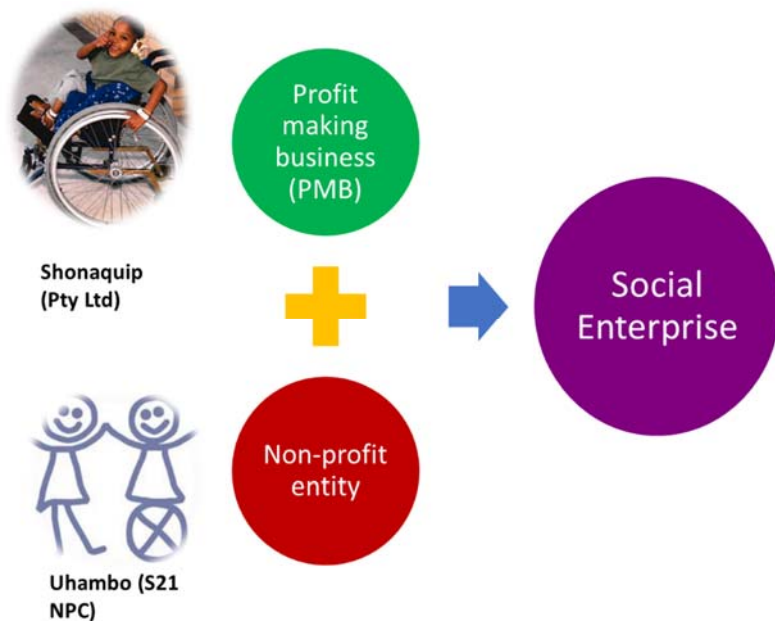 Profit
making
business
(PMB)
Shonaquip
(Pty Ltd)
Social
Enterprise
Non-profit
entity
Uhambo (S21
NPC)